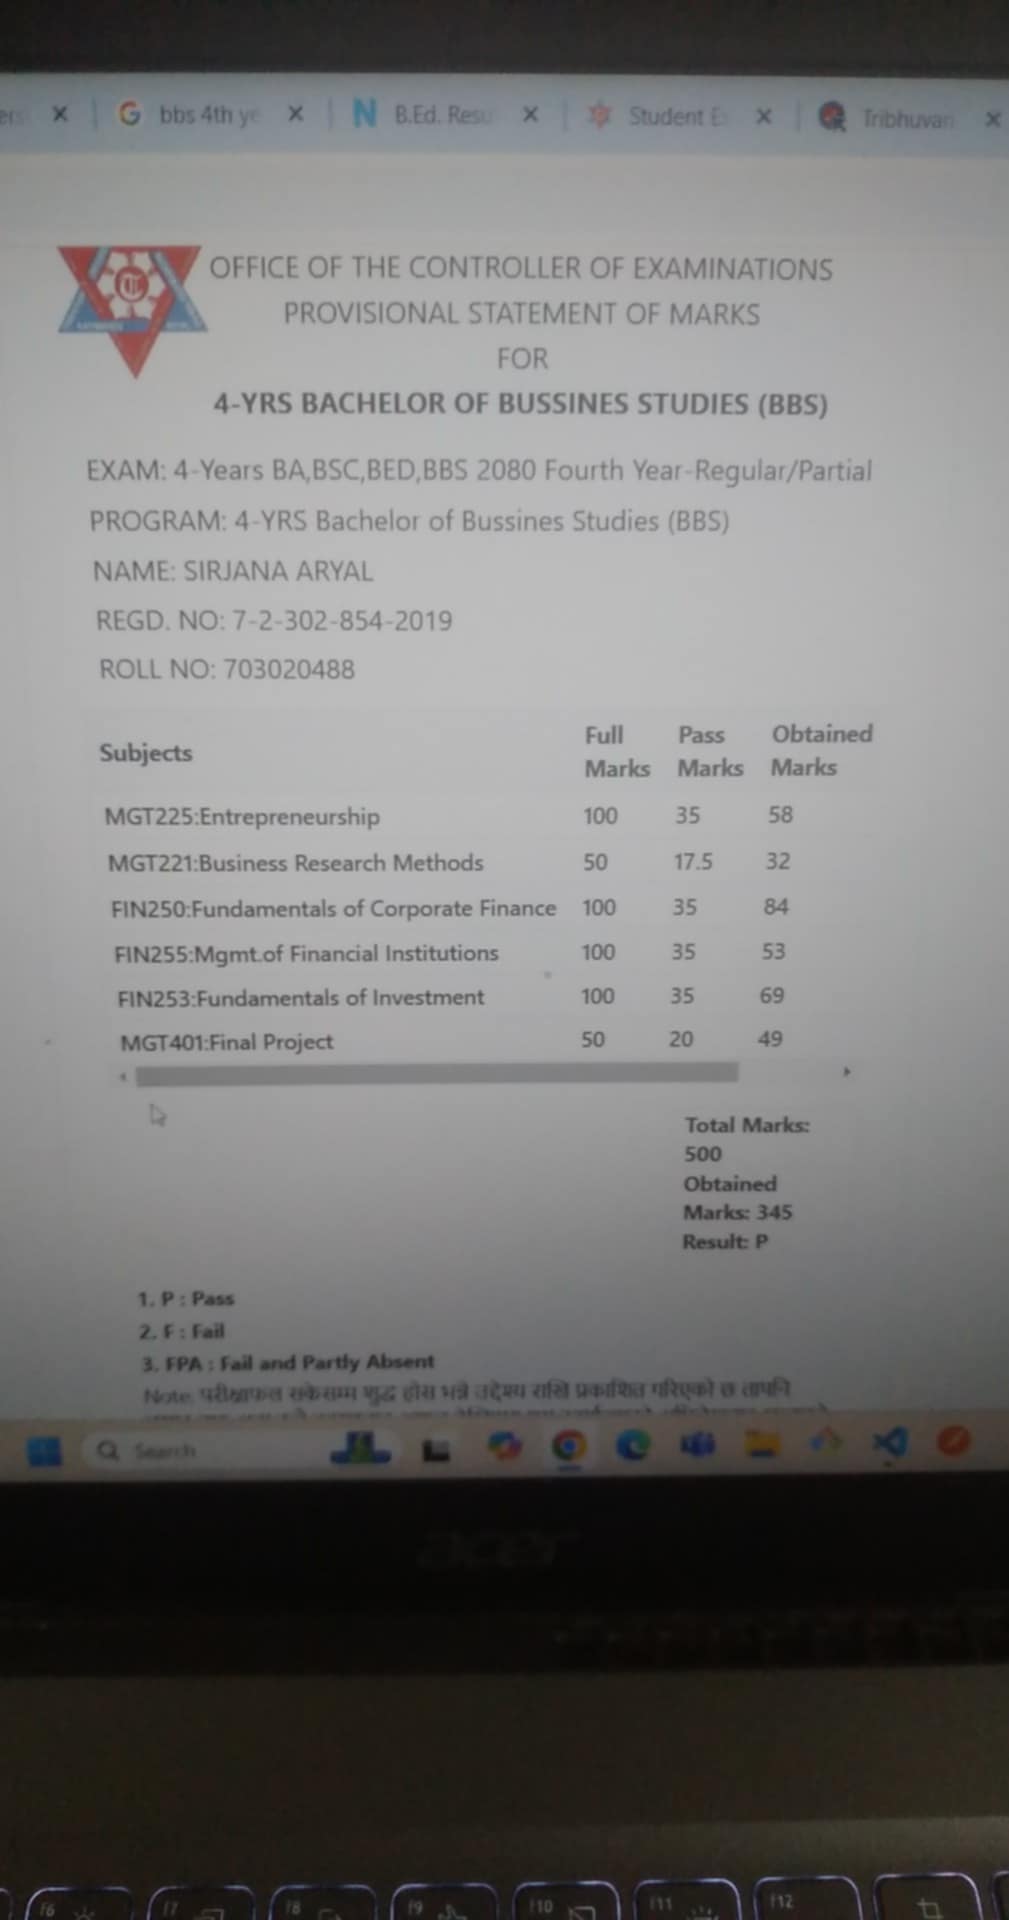 bbs 4th ye
B.Ed. Resu
Student E
Tribhuvan
OFFICE OF THE CONTROLLER OF EXAMINATIONS
PROVISIONAL STATEMENT OF MARKS
FOR
4-YRS BACHELOR OF BUSSINES STUDIES (BBS)
EXAM: 4-Years BA,BSC,BED,BBS 2080 Fourth Year-Regular/Partial
PROGRAM: 4-YRS Bachelor of Bussines Studies (BBS)
NAME: SIRJANA ARYAL
REGD. NO: 7-2-302-854-2019
ROLL NO: 703020488
Subjects Full Marks Pass Marks Obtained Marks
MGT225:Entrepreneurship 100 35 58
MGT221:Business Research Methods 50 17.5 32
FIN250:Fundamentals of Corporate Finance 100 35 84
FIN255:Mgmt.of Financial Institutions 100 35 53
FIN253:Fundamentals of Investment 100 35 69
MGT401:Final Project 50 20 49
Total Marks:
500
Obtained
Marks: 345
Result: P
1. P : Pass
2. F : Fail
3. FPA : Fail and Partly Absent
Note: परीक्षाफल सकेसम्म शुद्ध होस भन्ने उद्देश्य राखि प्रकाशित गरिएको छ तापनि
Search
acer
F6 F7 F8 F9 F10 F11 F12